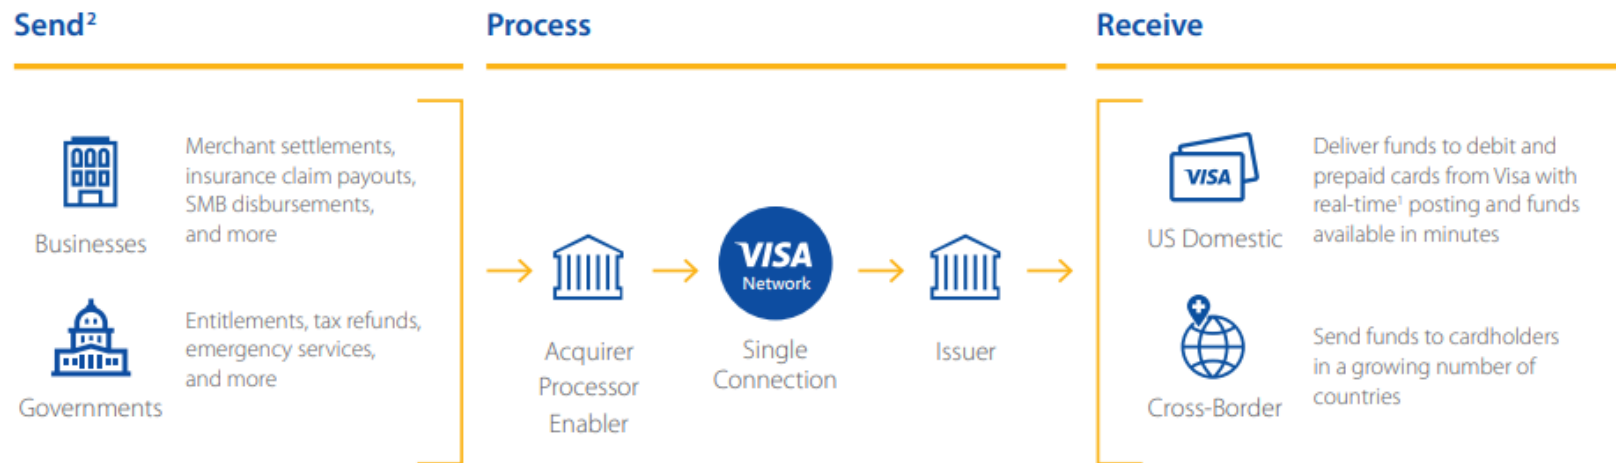 Send²
Process
Receive
Merchant settlements,
insurance claim payouts,
SMB disbursements,
and more
Businesses
Entitlements, tax refunds,
emergency services,
and more
Governments
Acquirer
Processor
Enabler
VISA
Network
Single
Connection
Issuer
VISA
US Domestic
Deliver funds to debit and
prepaid cards from Visa with
real-time¹ posting and funds
available in minutes
Cross-Border
Send funds to cardholders
in a growing number of
countries